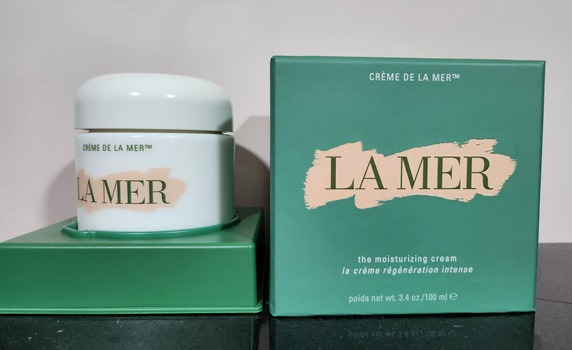 CRÈME DE LA MER™
LA MER
CRÈME DE LA MER™
LA MER
the moisturizing cream
la crème régénération intense
poids net wt. 3.4 oz./100 ml ℮